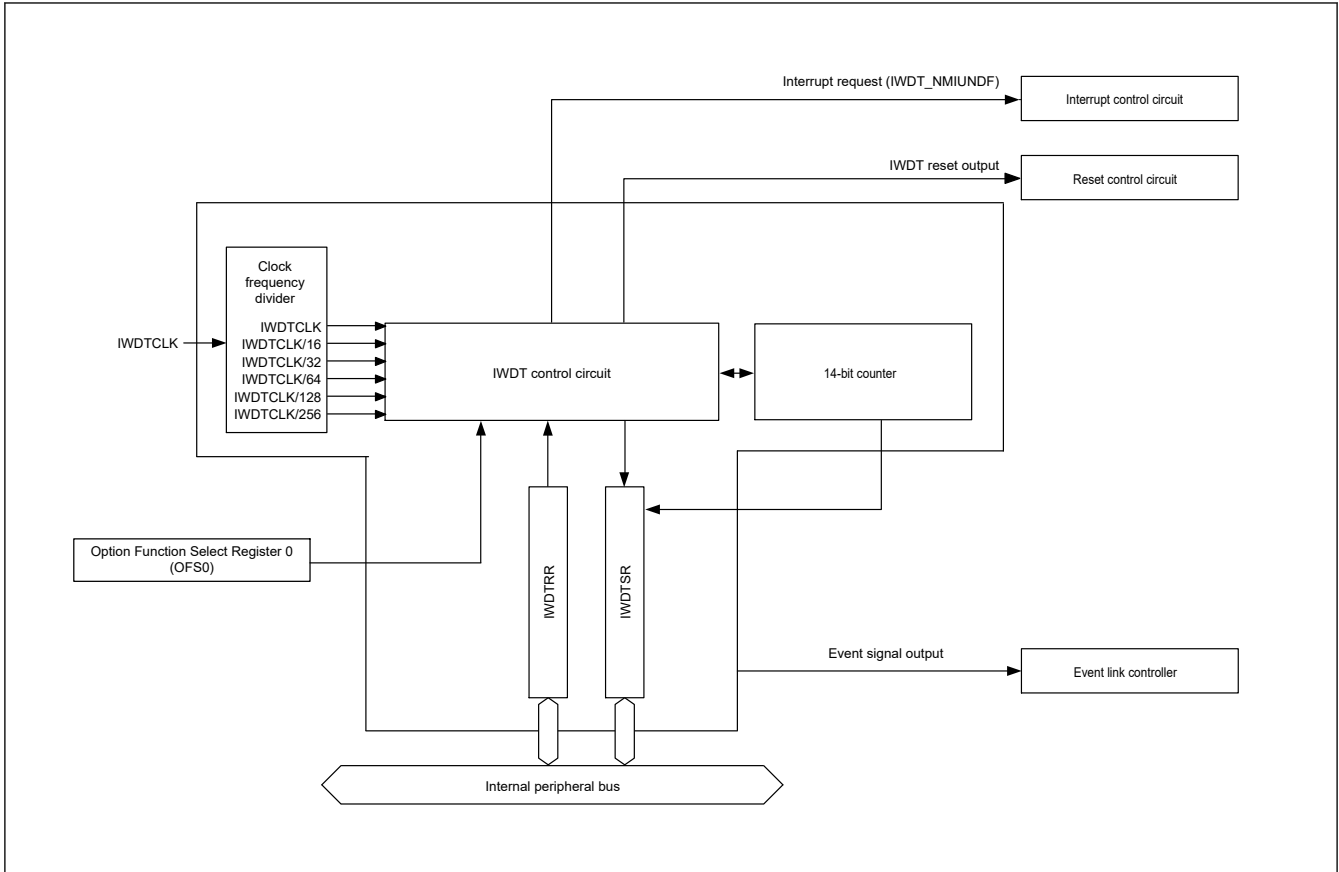 Interrupt request (IWDT_NMIUNDF)
Interrupt control circuit
IWDT reset output
Reset control circuit
Clock
frequency
divider
IWDTCLK
IWDTCLK
IWDTCLK/16
IWDTCLK/32
IWDTCLK/64
IWDTCLK/128
IWDTCLK/256
IWDT control circuit
14-bit counter
Option Function Select Register 0
(OFS0)
IWDTRR
IWDTSR
Event signal output
Event link controller
Internal peripheral bus